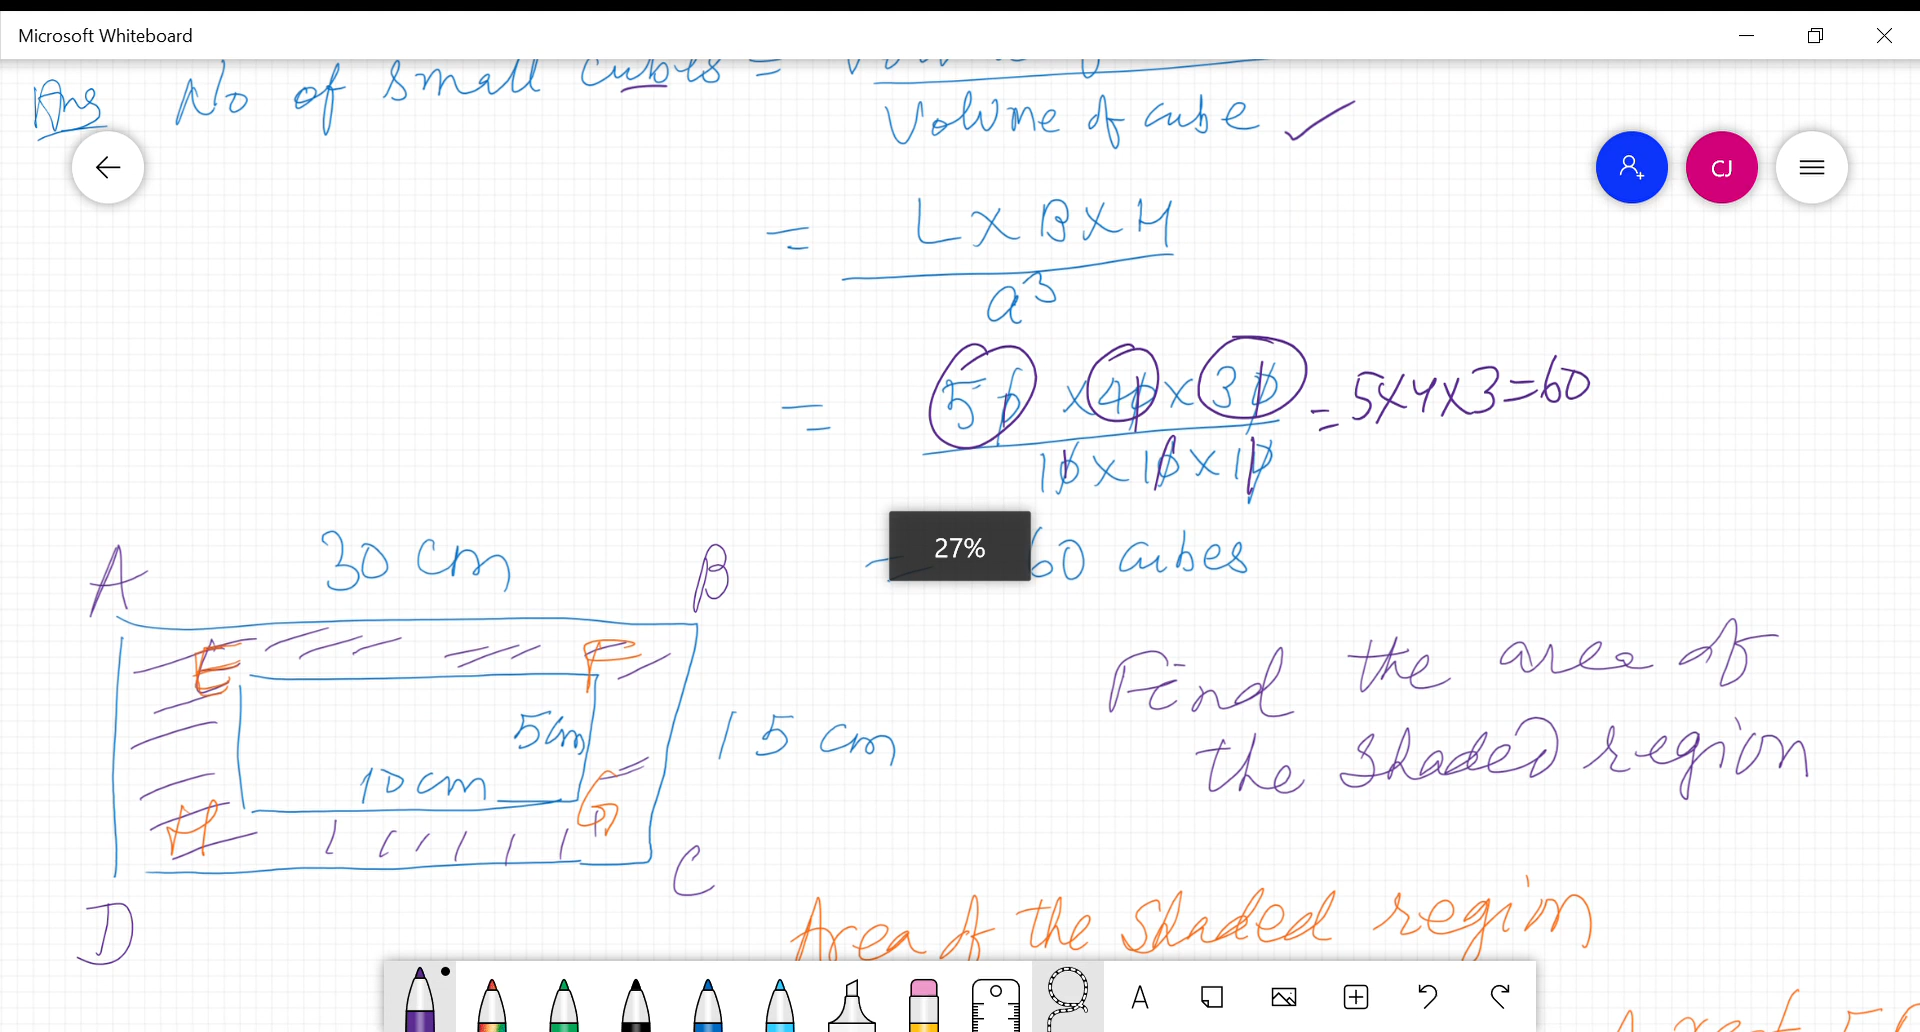 Microsoft Whiteboard
Ans No of small cubes =
Volume of cube ✓
CJ
= L X B X H
a³
= 50 x 40 x 30 = 5x4x3=60
10 x 10 x 10
27%
= 60 cubes
A 30 cm B
E F
Find the area of
5cm 15 cm
the shaded region
10 cm
H G
C
D
Area of the shaded region
A